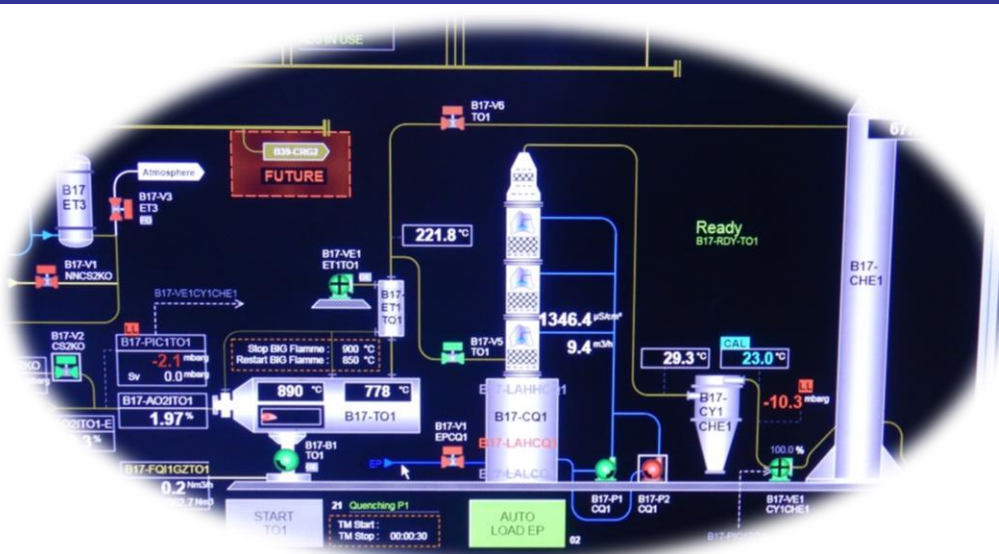 IN USE
B17-V6
TO1
67.
B39-CRG2
FUTURE
Atmosphere
B17
ET3
B17-V3
ET3
FO
221.8 °C
Ready
B17-RDY-TO1
B17-V1
NNCS2KO
B17-VE1
ET1TO1
B17-
ET1
TO1
B17-
CHE1
B17-VE1CY1CHE1
1346.4 µS/cm²
9.4 m3/h
B17-V2
CS2KO
LL
B17-PIC1TO1
-2.1 mbarg
Sv 0.0 mbarg
Stop BIG Flamme : 900 °C
Restart BIG Flamme : 850 °C
B17-V5
TO1
29.3 °C
CAL
23.0 °C
890 °C
778 °C
B17-TO1
B17-AO2ITO1
1.97 %
B17-CQ1
B17-LAHCQ1
B17-
CY1
CHE1
LL
-10.3 mbarg
B17-V1
EPCQ1
B17-B1
TO1
EP
100.0 %
B17-FQI1GZTO1
0.2 Nm3/h
B17-P1
CQ1
B17-P2
CQ1
B17-VE1
CY1CHE1
START
TO1
21 Quenching P1
TM Start :
TM Stop : 00:00:30
AUTO
LOAD EP
02